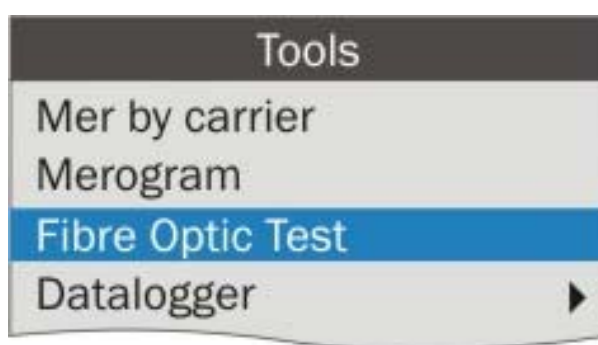 Tools
Mer by carrier
Merogram
Fibre Optic Test
Datalogger